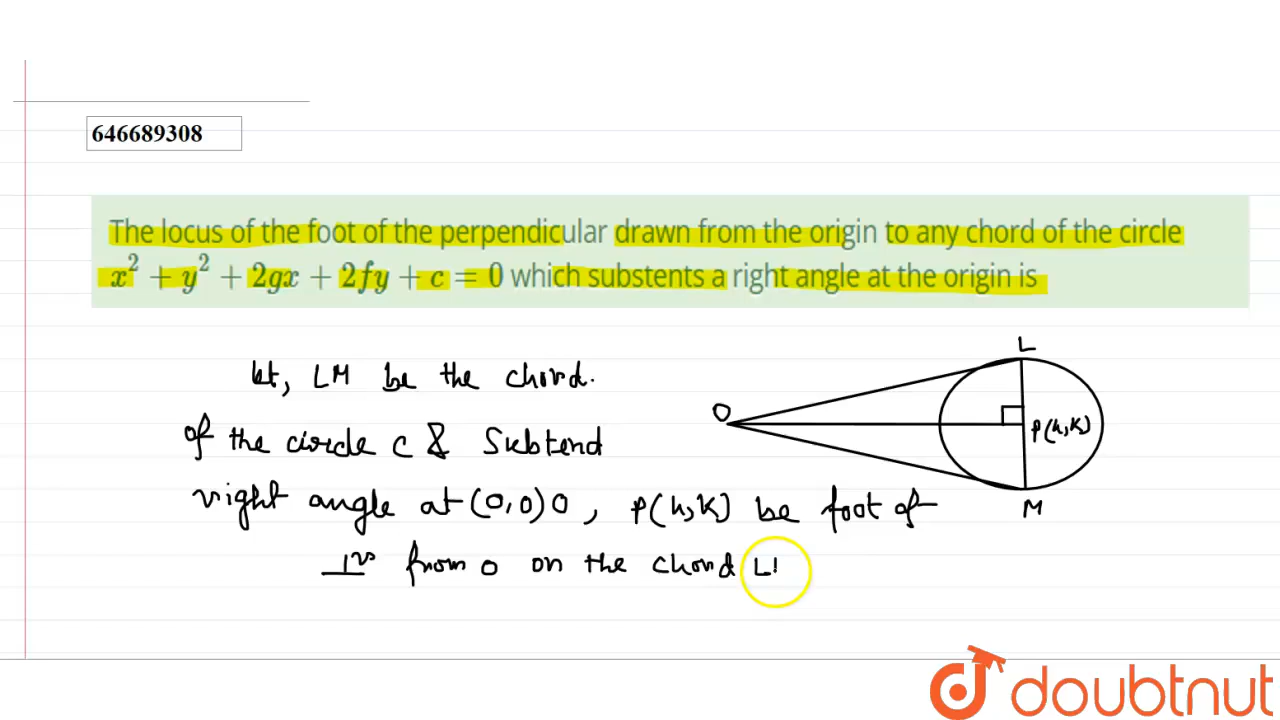 646689308
The locus of the foot of the perpendicular drawn from the origin to any chord of the circle
x² + y² + 2gx + 2fy + c = 0 which substents a right angle at the origin is
let, LM be the chord.
of the circle C & Subtend
right angle at (0,0) O, P(h,k) be foot of
⊥r from O on the chord
L
O
P(h,k)
M
doubtnut